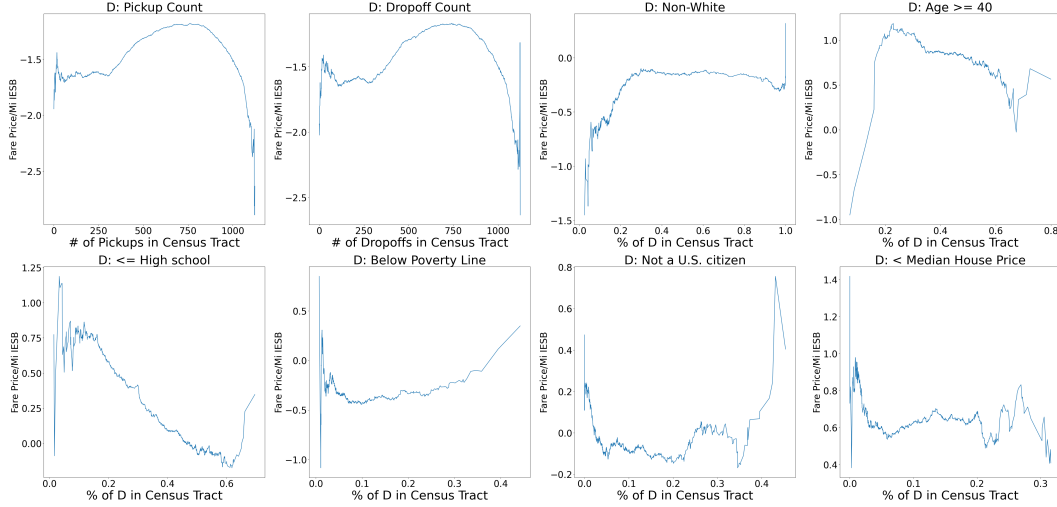 D: Pickup Count
Fare Price/Mi IESB
−1.5
−2.0
−2.5
0 250 500 750 1000
# of Pickups in Census Tract
D: Dropoff Count
Fare Price/Mi IESB
−1.5
−2.0
−2.5
0 250 500 750 1000
# of Dropoffs in Census Tract
D: Non-White
Fare Price/Mi IESB
0.0
−0.5
−1.0
−1.5
0.0 0.2 0.4 0.6 0.8 1.0
% of D in Census Tract
D: Age >= 40
Fare Price/Mi IESB
1.0
0.5
0.0
−0.5
−1.0
0.2 0.4 0.6 0.8
% of D in Census Tract
D: <= High school
Fare Price/Mi IESB
1.25
1.00
0.75
0.50
0.25
0.00
0.0 0.2 0.4 0.6
% of D in Census Tract
D: Below Poverty Line
Fare Price/Mi IESB
0.5
0.0
−0.5
−1.0
0.0 0.2 0.4
% of D in Census Tract
D: Not a U.S. citizen
Fare Price/Mi IESB
0.8
0.6
0.4
0.2
0.0
−0.2
0.0 0.2 0.4
% of D in Census Tract
D: < Median House Price
Fare Price/Mi IESB
1.4
1.2
1.0
0.8
0.6
0.4
0.0 0.1 0.2 0.3
% of D in Census Tract